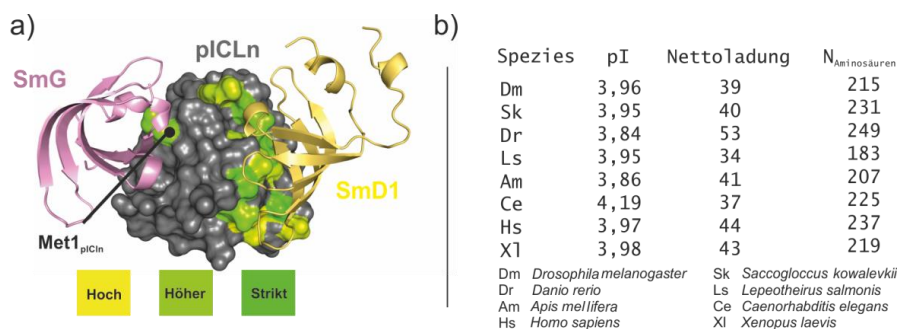 a)
pICLn
SmG
SmD1
Met1pICln
Hoch Höher Strikt
b)
Spezies pI Nettoladung NAminosäuren
Dm 3,96 39 215
Sk 3,95 40 231
Dr 3,84 53 249
Ls 3,95 34 183
Am 3,86 41 207
Ce 4,19 37 225
Hs 3,97 44 237
Xl 3,98 43 219
Dm Drosophila melanogaster Sk Saccogloccus kowalevkii
Dr Danio rerio Ls Lepeotheirus salmonis
Am Apis mellifera Ce Caenorhabditis elegans
Hs Homo sapiens Xl Xenopus laevis